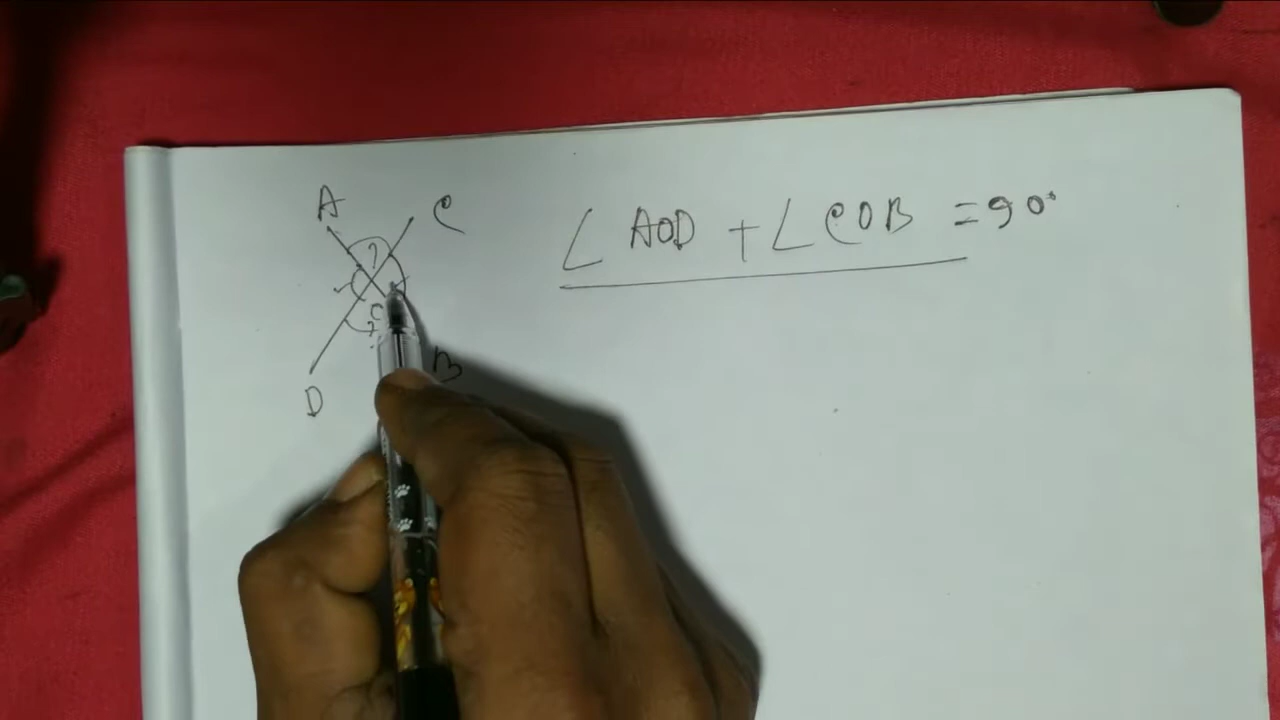 A C
∠ AOD + ∠ COB = 90°
?
?
B
D